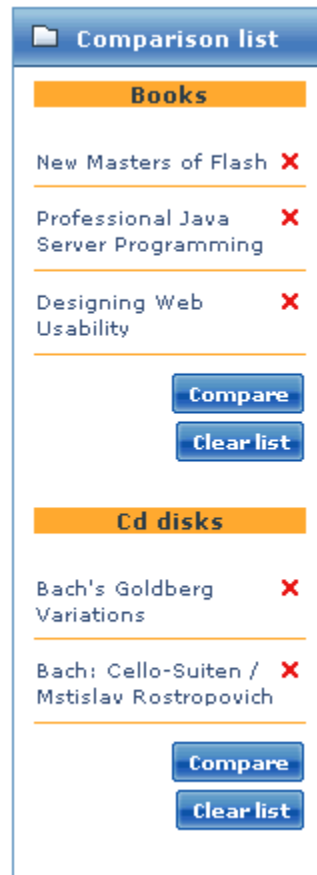 Comparison list
Books
New Masters of Flash
Professional Java
Server Programming
Designing Web
Usability
Compare
Clear list
Cd disks
Bach's Goldberg
Variations
Bach: Cello-Suiten /
Mstislav Rostropovich
Compare
Clear list